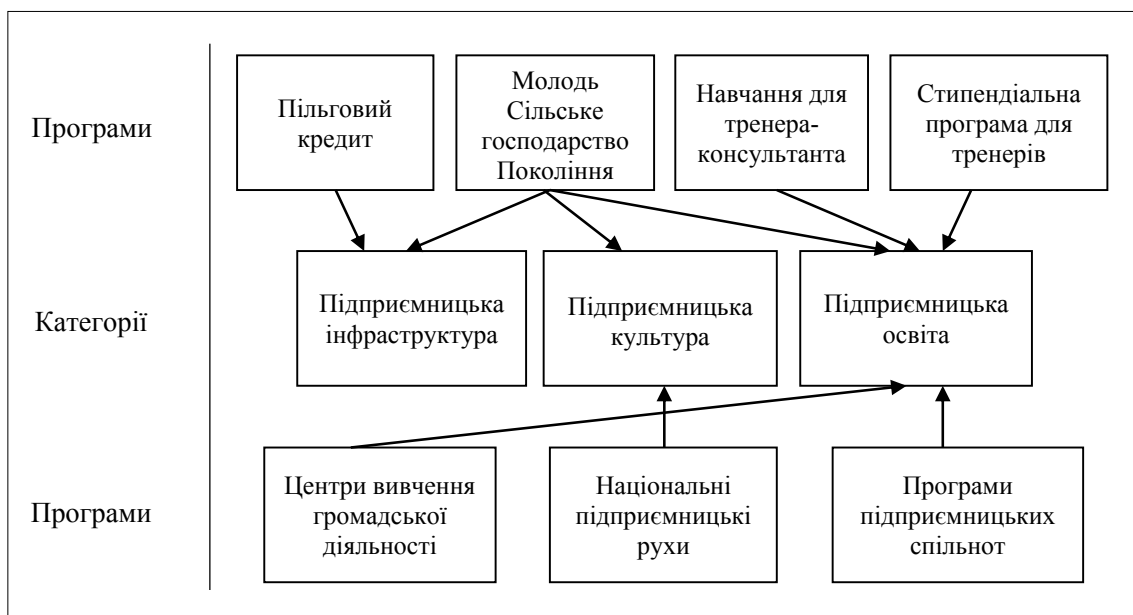 Програми
Пільговий
кредит
Молодь
Сільське
господарство
Покоління
Навчання для
тренера-
консультанта
Стипендіальна
програма для
тренерів
Категорії
Підприємницька
інфраструктура
Підприємницька
культура
Підприємницька
освіта
Програми
Центри вивчення
громадської
діяльності
Національні
підприємницькі
рухи
Програми
підприємницьких
спільнот